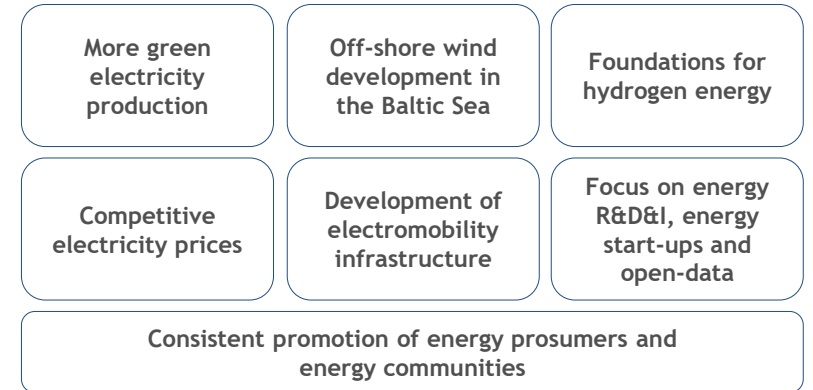 More green
electricity
production
Off-shore wind
development in
the Baltic Sea
Foundations for
hydrogen energy
Competitive
electricity prices
Development of
electromobility
infrastructure
Focus on energy
R&D&I, energy
start-ups and
open-data
Consistent promotion of energy prosumers and
energy communities